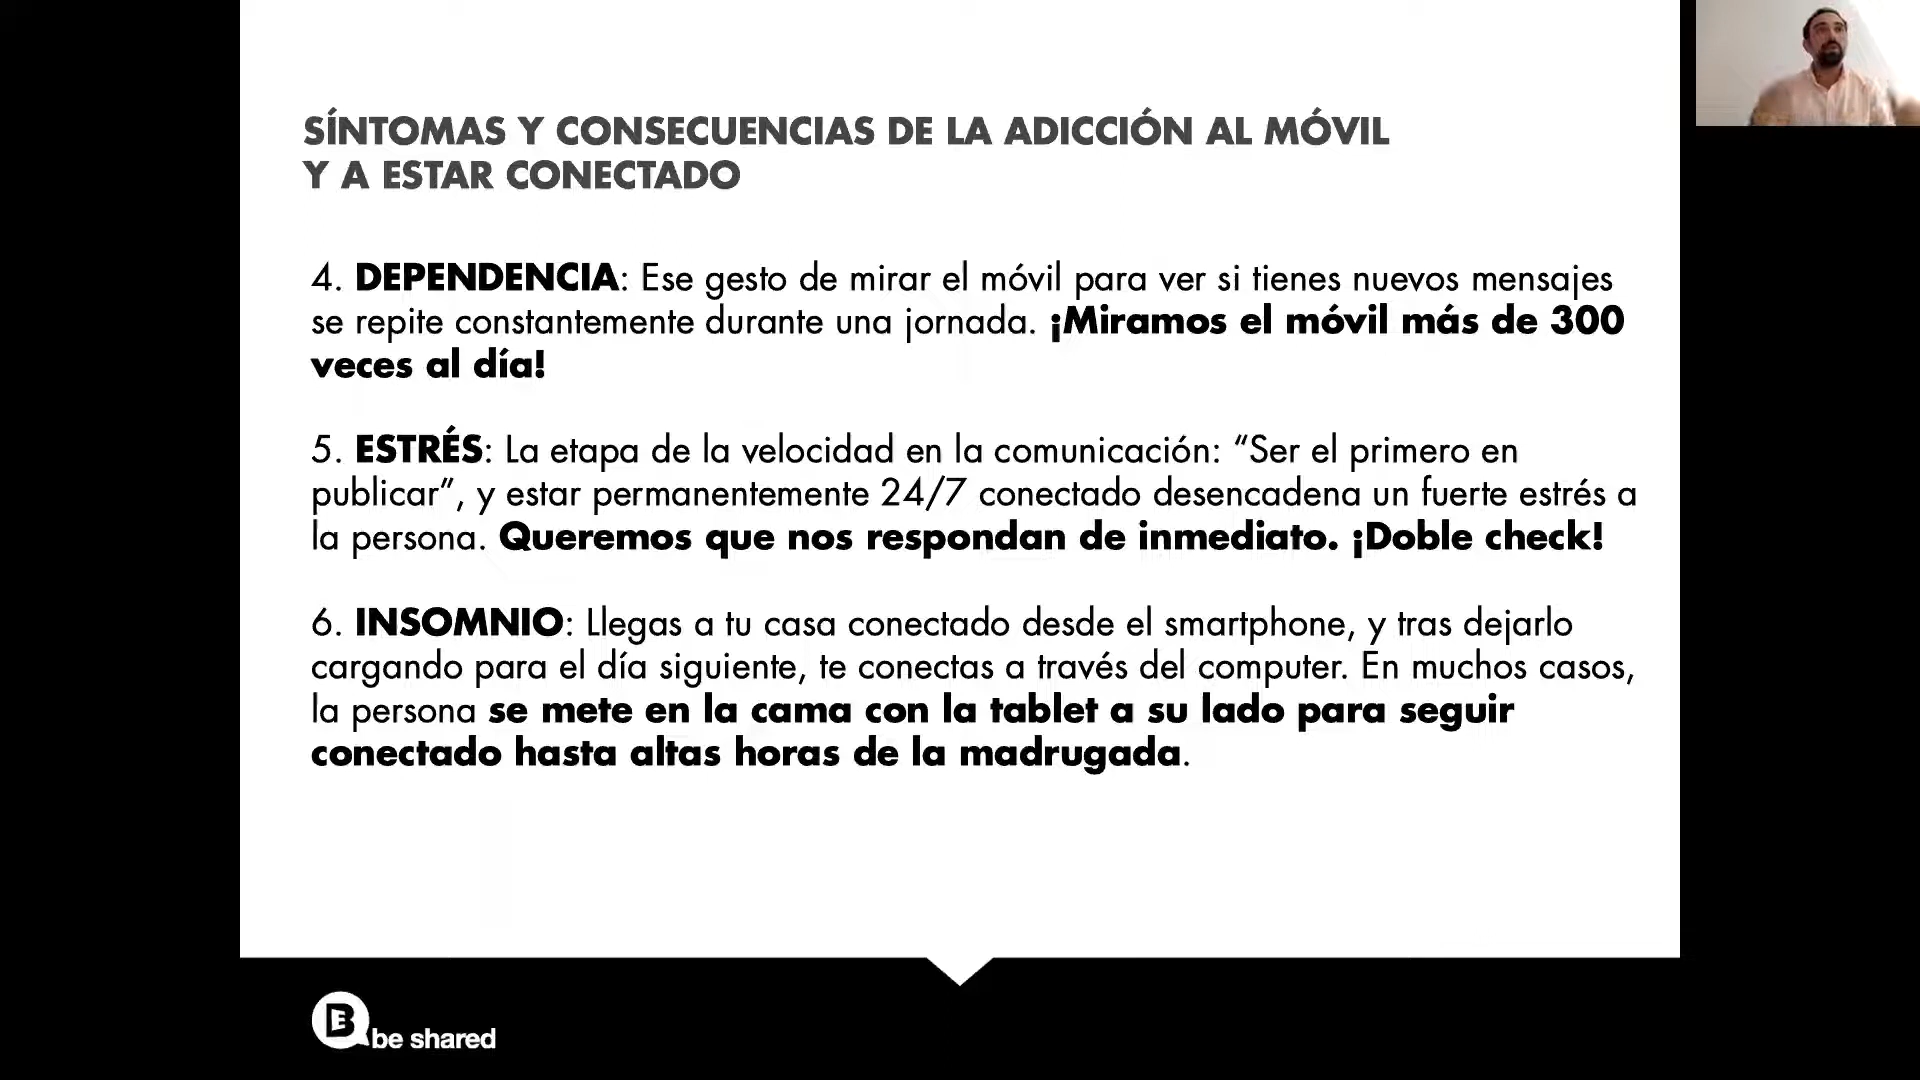 SÍNTOMAS Y CONSECUENCIAS DE LA ADICCIÓN AL MÓVIL
Y A ESTAR CONECTADO
4. DEPENDENCIA: Ese gesto de mirar el móvil para ver si tienes nuevos mensajes
se repite constantemente durante una jornada. ¡Miramos el móvil más de 300
veces al día!
5. ESTRÉS: La etapa de la velocidad en la comunicación: “Ser el primero en
publicar”, y estar permanentemente 24/7 conectado desencadena un fuerte estrés a
la persona. Queremos que nos respondan de inmediato. ¡Doble check!
6. INSOMNIO: Llegas a tu casa conectado desde el smartphone, y tras dejarlo
cargando para el día siguiente, te conectas a través del computer. En muchos casos,
la persona se mete en la cama con la tablet a su lado para seguir
conectado hasta altas horas de la madrugada.
B be shared